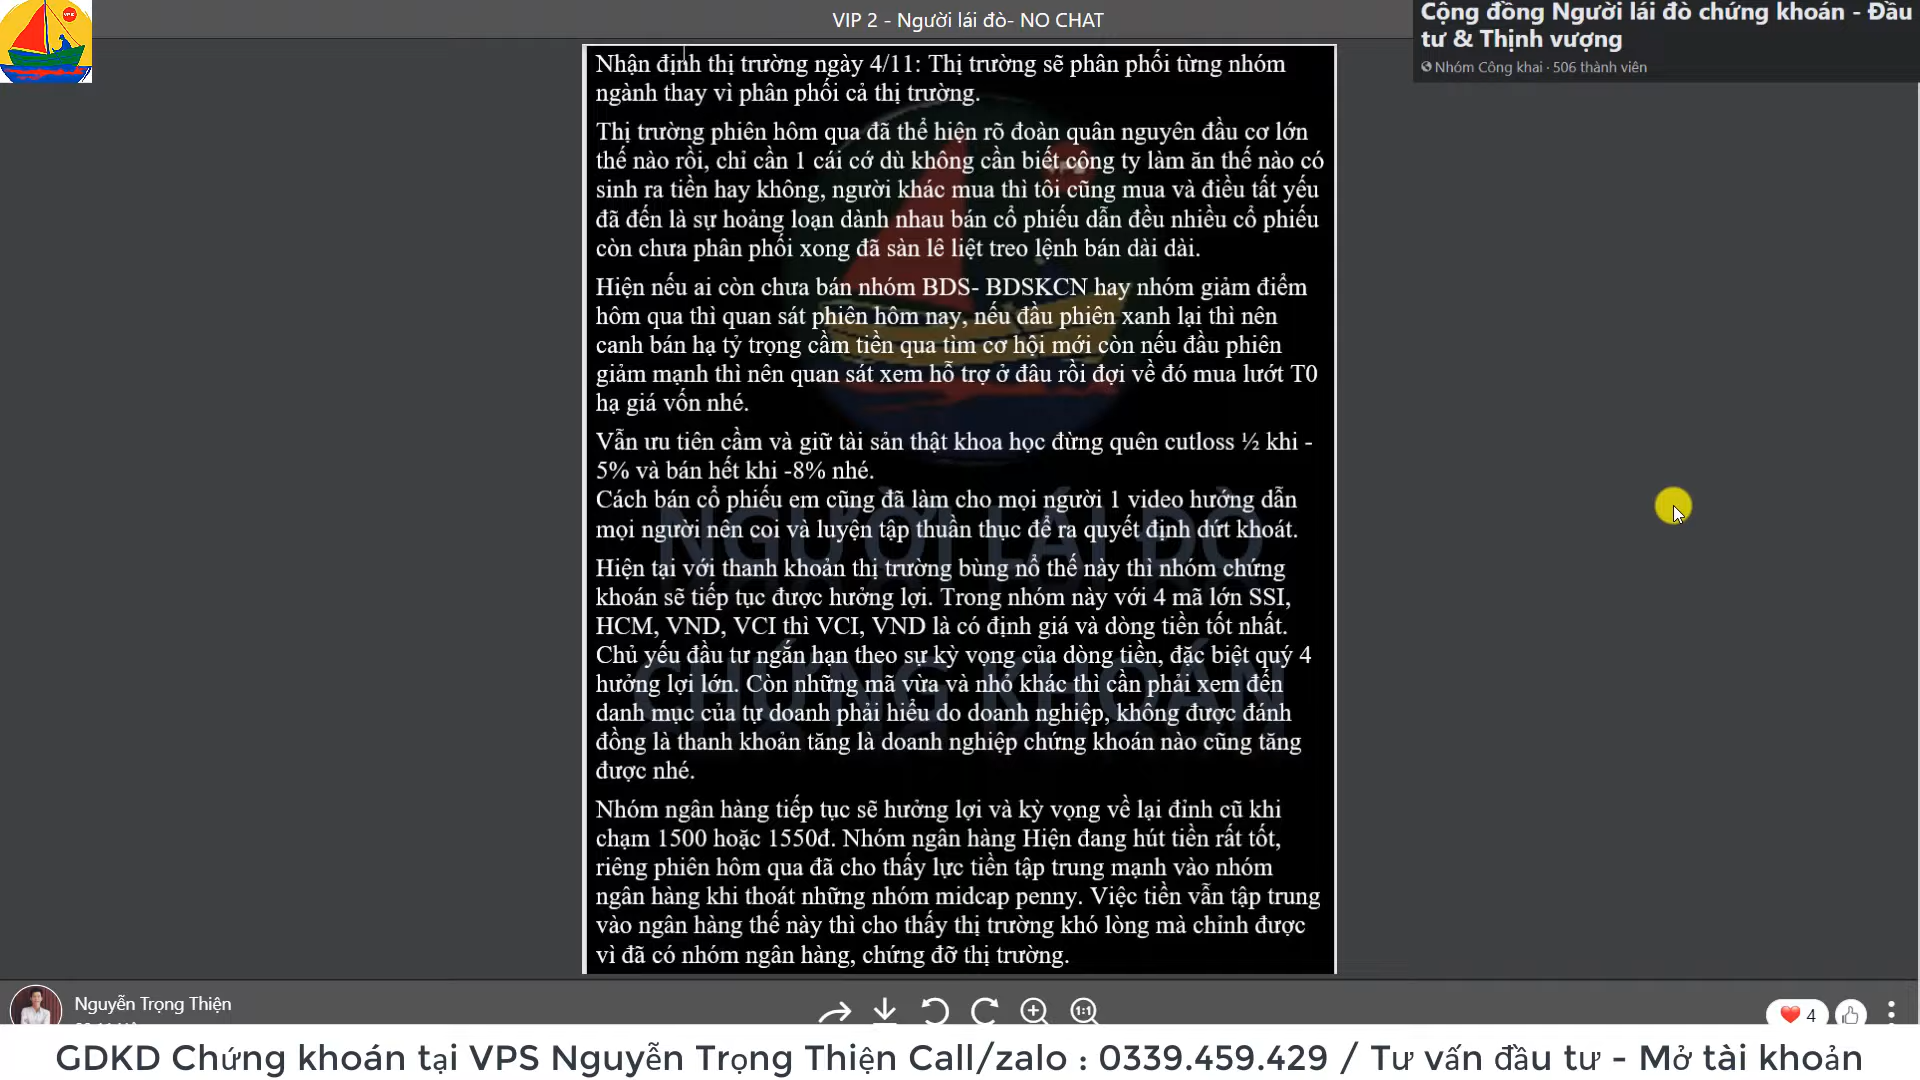 VIP 2 - Người lái đò- NO CHAT
Cộng đồng Người lái đò chứng khoán - Đầu
tư & Thịnh vượng
Nhóm Công khai · 506 thành viên
Nhận định thị trường ngày 4/11: Thị trường sẽ phân phối từng nhóm
ngành thay vì phân phối cả thị trường.
Thị trường phiên hôm qua đã thể hiện rõ đoàn quân nguyên đầu cơ lớn
thế nào rồi, chỉ cần 1 cái cớ dù không cần biết công ty làm ăn thế nào có
sinh ra tiền hay không, người khác mua thì tôi cũng mua và điều tất yếu
đã đến là sự hoảng loạn dành nhau bán cổ phiếu dẫn đều nhiều cổ phiếu
còn chưa phân phối xong đã sàn lê liệt treo lệnh bán dài dài.
Hiện nếu ai còn chưa bán nhóm BDS- BDSKCN hay nhóm giảm điểm
hôm qua thì quan sát phiên hôm nay, nếu đầu phiên xanh lại thì nên
canh bán hạ tỷ trọng cầm tiền qua tìm cơ hội mới còn nếu đầu phiên
giảm mạnh thì nên quan sát xem hỗ trợ ở đâu rồi đợi về đó mua lướt T0
hạ giá vốn nhé.
Vẫn ưu tiên cầm và giữ tài sản thật khoa học đừng quên cutloss ½ khi -
5% và bán hết khi -8% nhé.
Cách bán cổ phiếu em cũng đã làm cho mọi người 1 video hướng dẫn
mọi người nên coi và luyện tập thuần thục để ra quyết định dứt khoát.
Hiện tại với thanh khoản thị trường bùng nổ thế này thì nhóm chứng
khoán sẽ tiếp tục được hưởng lợi. Trong nhóm này với 4 mã lớn SSI,
HCM, VND, VCI thì VCI, VND là có định giá và dòng tiền tốt nhất.
Chủ yếu đầu tư ngắn hạn theo sự kỳ vọng của dòng tiền, đặc biệt quý 4
hưởng lợi lớn. Còn những mã vừa và nhỏ khác thì cần phải xem đến
danh mục của tự doanh phải hiểu do doanh nghiệp, không được đánh
đồng là thanh khoản tăng là doanh nghiệp chứng khoán nào cũng tăng
được nhé.
Nhóm ngân hàng tiếp tục sẽ hưởng lợi và kỳ vọng về lại đỉnh cũ khi
chạm 1500 hoặc 1550đ. Nhóm ngân hàng Hiện đang hút tiền rất tốt,
riêng phiên hôm qua đã cho thấy lực tiền tập trung mạnh vào nhóm
ngân hàng khi thoát những nhóm midcap penny. Việc tiền vẫn tập trung
vào ngân hàng thế này thì cho thấy thị trường khó lòng mà chỉnh được
vì đã có nhóm ngân hàng, chứng đỡ thị trường.
NGƯỜI LÁI ĐÒ
CHỨNG KHOÁN
Nguyễn Trọng Thiện
1:1
4
GDKD Chứng khoán tại VPS Nguyễn Trọng Thiện Call/zalo : 0339.459.429 / Tư vấn đầu tư - Mở tài khoản